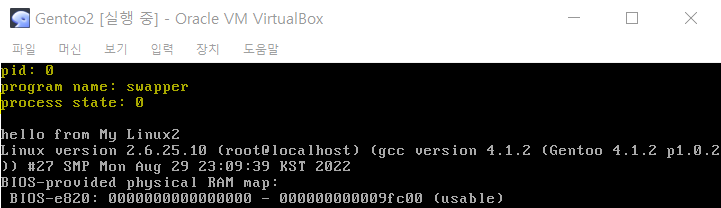 Gentoo2 [실행 중] - Oracle VM VirtualBox
파일 머신 보기 입력 장치 도움말
pid: 0
program name: swapper
process state: 0
hello from My Linux2
Linux version 2.6.25.10 (root@localhost) (gcc version 4.1.2 (Gentoo 4.1.2 p1.0.2
)) #27 SMP Mon Aug 29 23:09:39 KST 2022
BIOS-provided physical RAM map:
BIOS-e820: 0000000000000000 - 000000000009fc00 (usable)